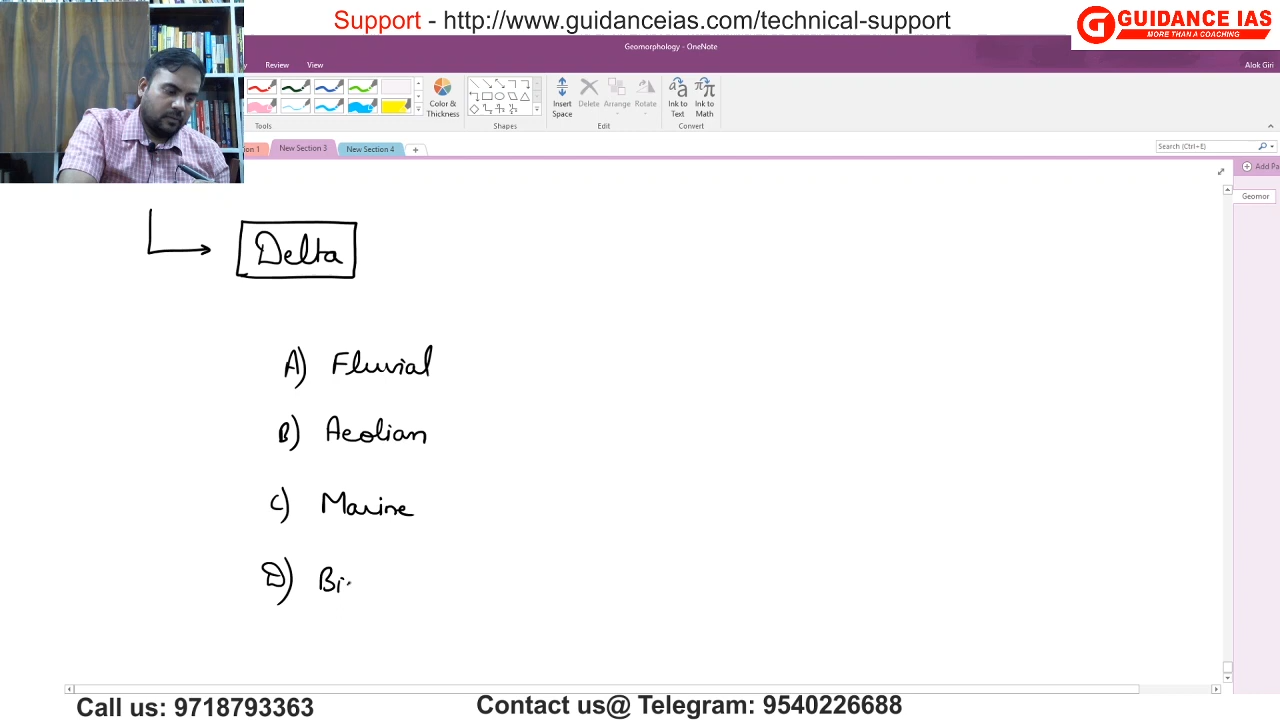 Support - http://www.guidanceias.com/technical-support
GUIDANCE IAS
MORE THAN A COACHING
Geomorphology - OneNote
Review View
Alok Giri
Color & Thickness
Insert Space
Delete
Arrange
Rotate
Ink to Text
Ink to Math
Tools
Shapes
Edit
Convert
New Section 3
New Section 4
Search (Ctrl+E)
Add Pa
Geomor
Delta
A) Fluvial
B) Aeolian
C) Marine
D) Bi
Call us: 9718793363
Contact us@ Telegram: 9540226688